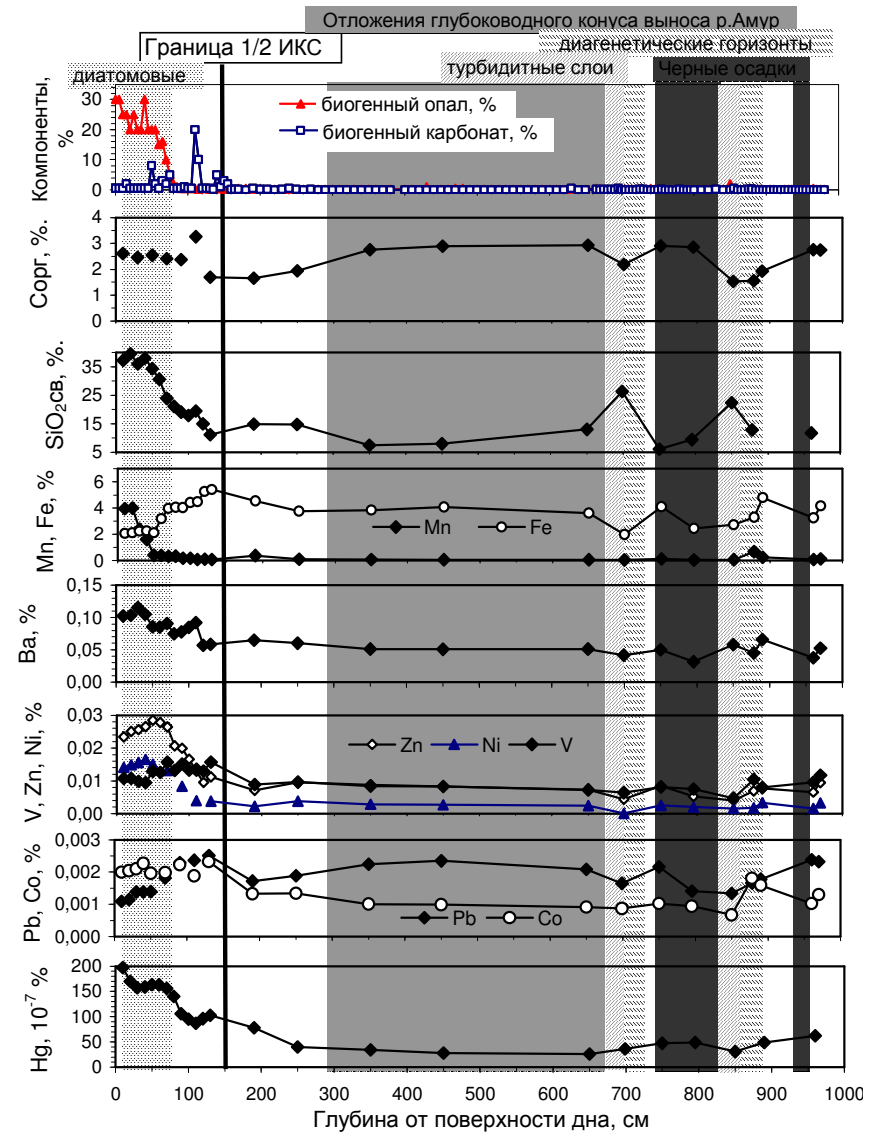 Отложения глубоководного конуса выноса р.Амур
Граница 1/2 ИКС
диагенетические горизонты
турбидитные слои
Черные осадки
диатомовые
Компоненты, %
30
20
10
0
биогенный опал, %
биогенный карбонат, %
Сорг, %.
4
3
2
1
0
SiO₂св, %.
35
25
15
5
Mn, Fe, %
6
4
2
0
Mn
Fe
Ba, %
0,15
0,10
0,05
0,00
V, Zn, Ni, %
0,03
0,02
0,01
0,00
Zn
Ni
V
Pb, Co, %
0,003
0,002
0,001
0,000
Pb
Co
Hg, 10⁻⁷ %
200
150
100
50
0
0 100 200 300 400 500 600 700 800 900 1000
Глубина от поверхности дна, см